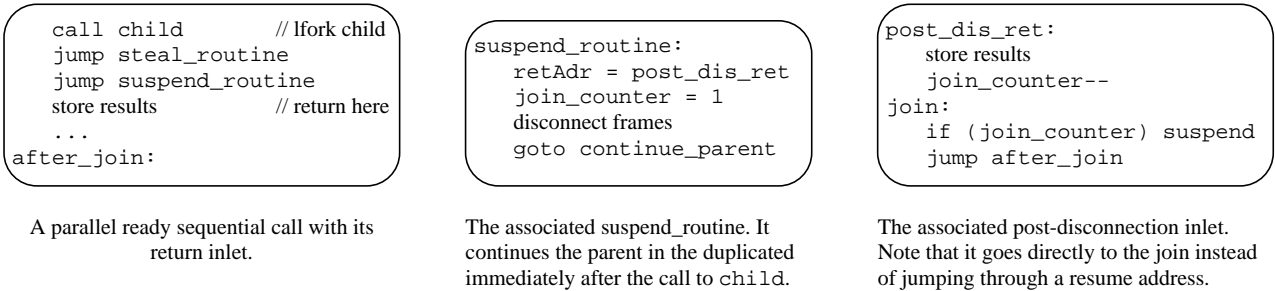 call child // lfork child
jump steal_routine
jump suspend_routine
store results // return here
...
after_join:
A parallel ready sequential call with its
return inlet.
suspend_routine:
retAdr = post_dis_ret
join_counter = 1
disconnect frames
goto continue_parent
The associated suspend_routine. It
continues the parent in the duplicated
immediately after the call to child.
post_dis_ret:
store results
join_counter--
join:
if (join_counter) suspend
jump after_join
The associated post-disconnection inlet.
Note that it goes directly to the join instead
of jumping through a resume address.